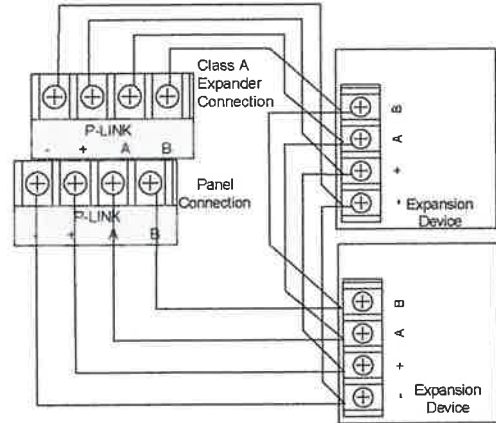 Class A
Expander
Connection
P-LINK
- + A B
Panel
Connection
P-LINK
- + A B
B
A
+
-
Expansion
Device
B
A
+
-
Expansion
Device